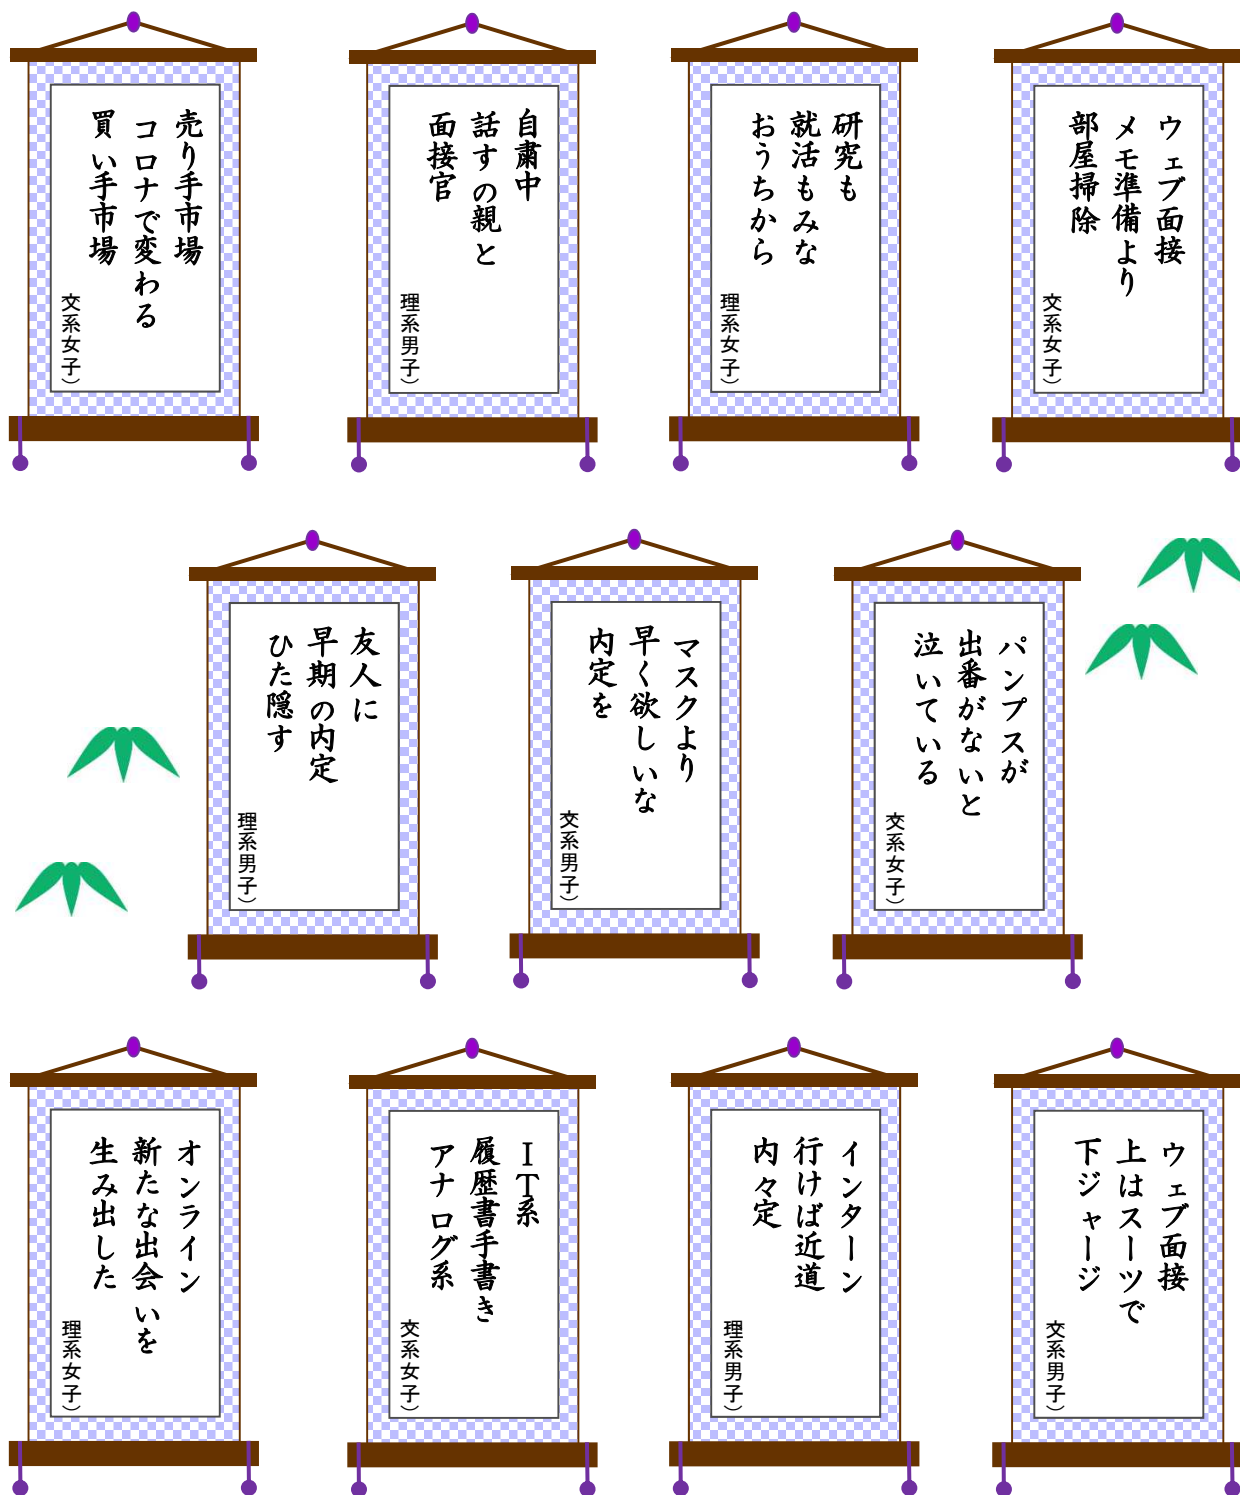 ウェブ面接
メモ準備より
部屋掃除
文系女子）
研究も
就活もみな
おうちから
理系女子）
自粛中
話すの親と
面接官
理系男子）
売り手市場
コロナで変わる
買い手市場
文系女子）
パンプスが
出番がないと
泣いている
文系女子）
マスクより
早く欲しいな
内定を
文系男子）
友人に
早期の内定
ひた隠す
理系男子）
ウェブ面接
上はスーツで
下ジャージ
文系男子）
インターン
行けば近道
内々定
理系男子）
ＩＴ系
履歴書手書き
アナログ系
文系女子）
オンライン
新たな出会いを
生み出した
理系女子）